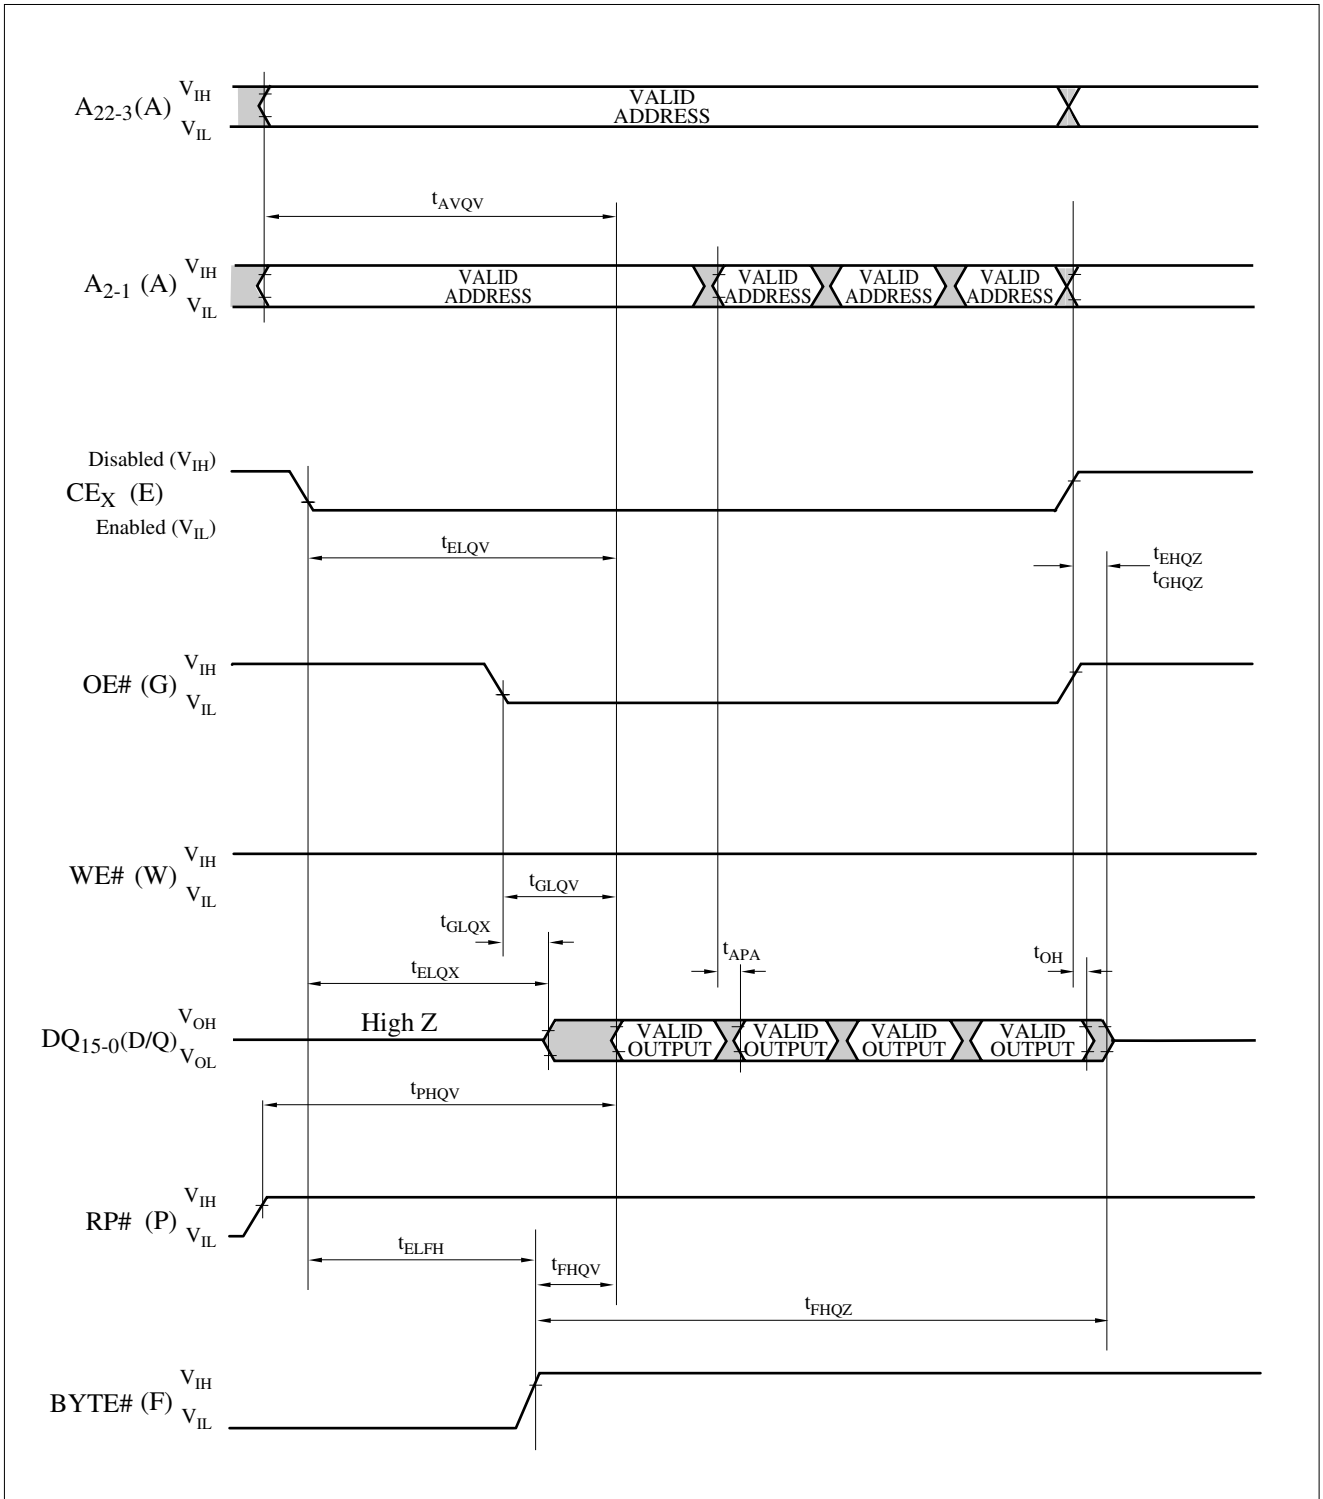 VIH
A22-3(A)
VIL
VALID
ADDRESS
tAVQV
VIH
A2-1 (A)
VIL
VALID
ADDRESS
VALID
ADDRESS
VALID
ADDRESS
VALID
ADDRESS
Disabled (VIH)
CEX (E)
Enabled (VIL)
tELQV
tEHQZ
tGHQZ
VIH
OE# (G)
VIL
VIH
WE# (W)
VIL
tGLQV
tGLQX
tELQX
tAPA
tOH
VOH
DQ15-0(D/Q)
VOL
High Z
VALID
OUTPUT
VALID
OUTPUT
VALID
OUTPUT
VALID
OUTPUT
tPHQV
VIH
RP# (P)
VIL
tELFH
tFHQV
tFHQZ
VIH
BYTE# (F)
VIL